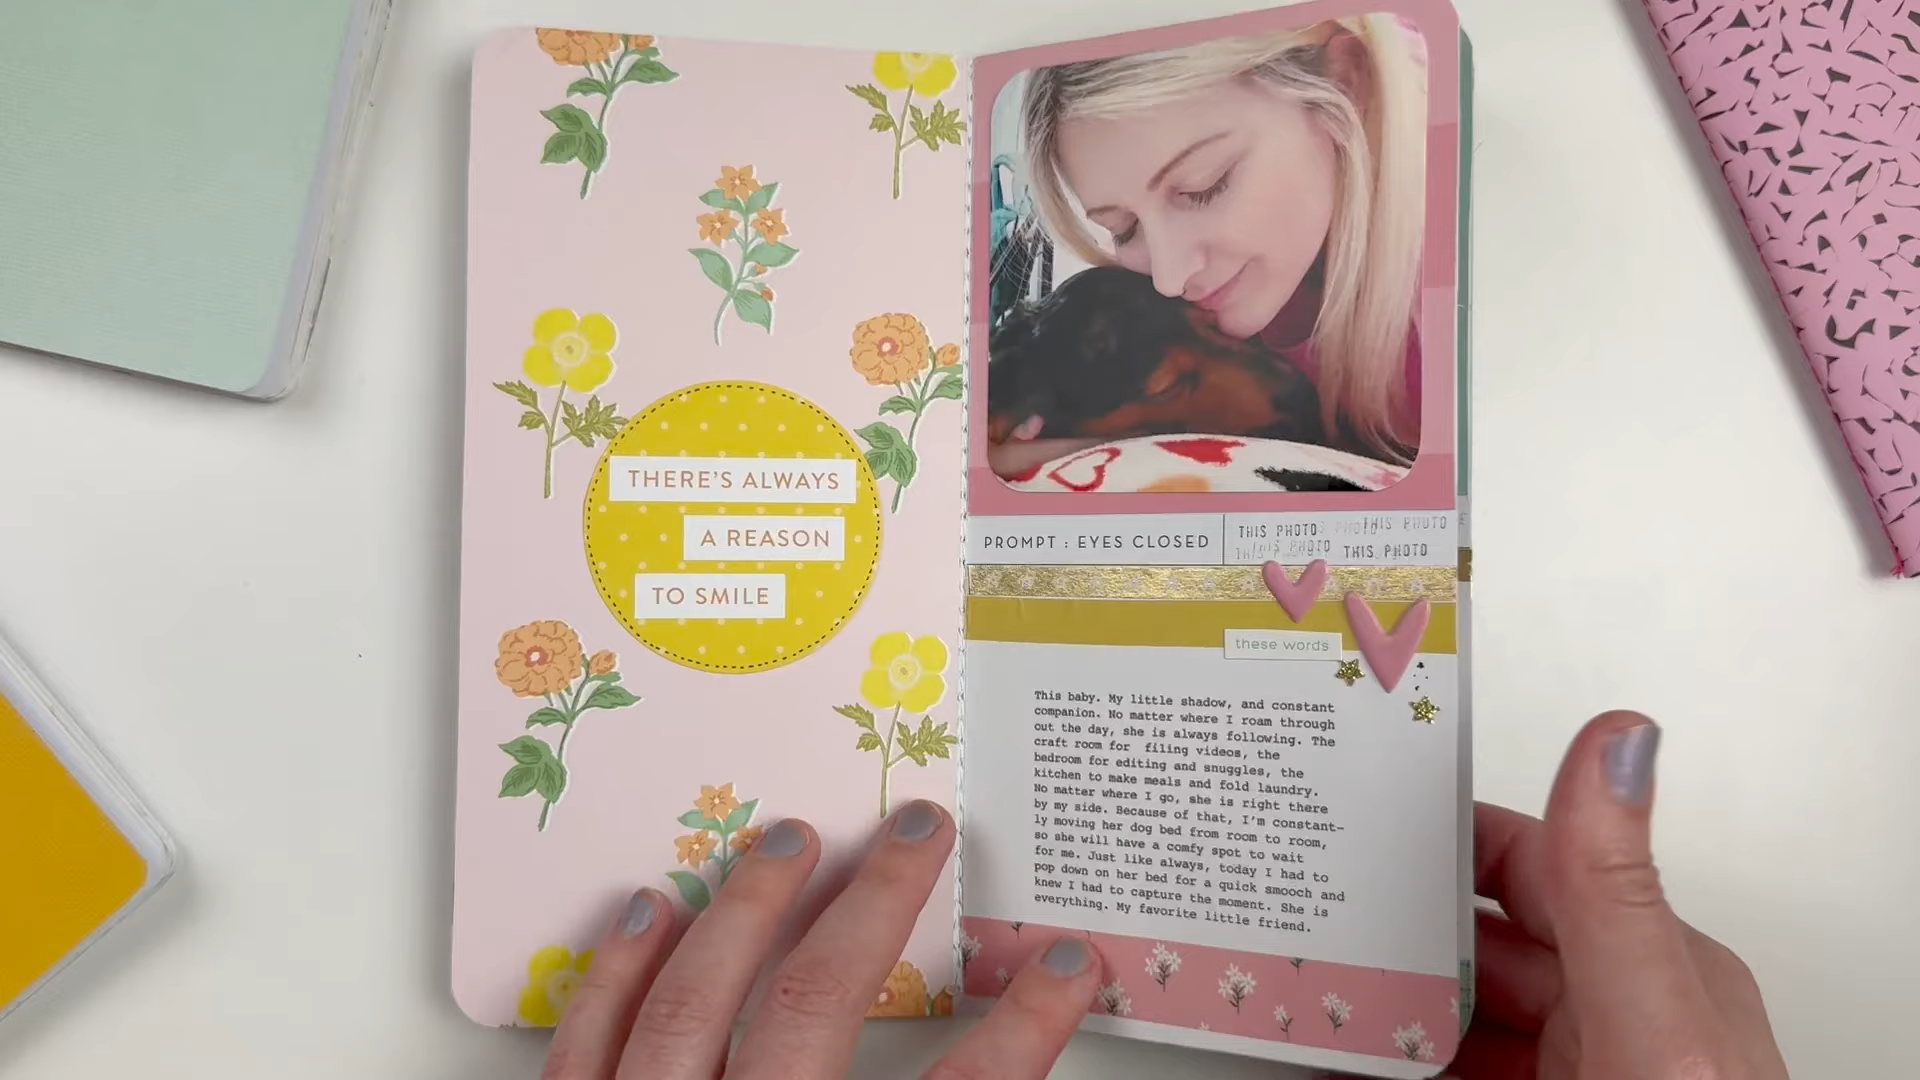 THERE'S ALWAYS
A REASON
TO SMILE
PROMPT : EYES CLOSED
THIS PHOTO PHOTO THIS PHOTO
THIS PHOTO THIS PHOTO THIS PHOTO
these words
This baby. My little shadow, and constant
companion. No matter where I roam through
out the day, she is always following. The
craft room for filing videos, the
bedroom for editing and snuggles, the
kitchen to make meals and fold laundry.
No matter where I go, she is right there
by my side. Because of that, I'm constant-
ly moving her dog bed from room to room,
so she will have a comfy spot to wait
for me. Just like always, today I had to
pop down on her bed for a quick smooch and
knew I had to capture the moment. She is
everything. My favorite little friend.